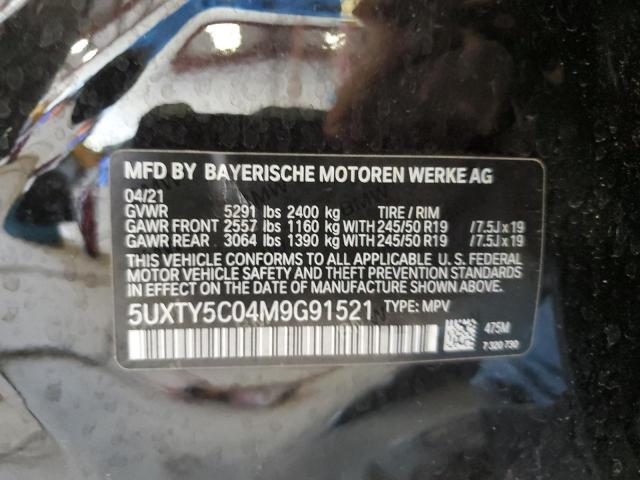 MFD BY BAYERISCHE MOTOREN WERKE AG
04/21
GVWR 5291 lbs 2400 kg TIRE / RIM
GAWR FRONT 2557 lbs 1160 kg WITH 245/50 R19 /7.5J x 19
GAWR REAR 3064 lbs 1390 kg WITH 245/50 R19 /7.5J x 19
THIS VEHICLE CONFORMS TO ALL APPLICABLE U. S. FEDERAL
MOTOR VEHICLE SAFETY, BUMPER, AND THEFT PREVENTION STANDARDS
IN EFFECT ON THE DATE OF MANUFACTURE SHOWN ABOVE.
5UXTY5C04M9G91521 TYPE: MPV
475M
7 320 730